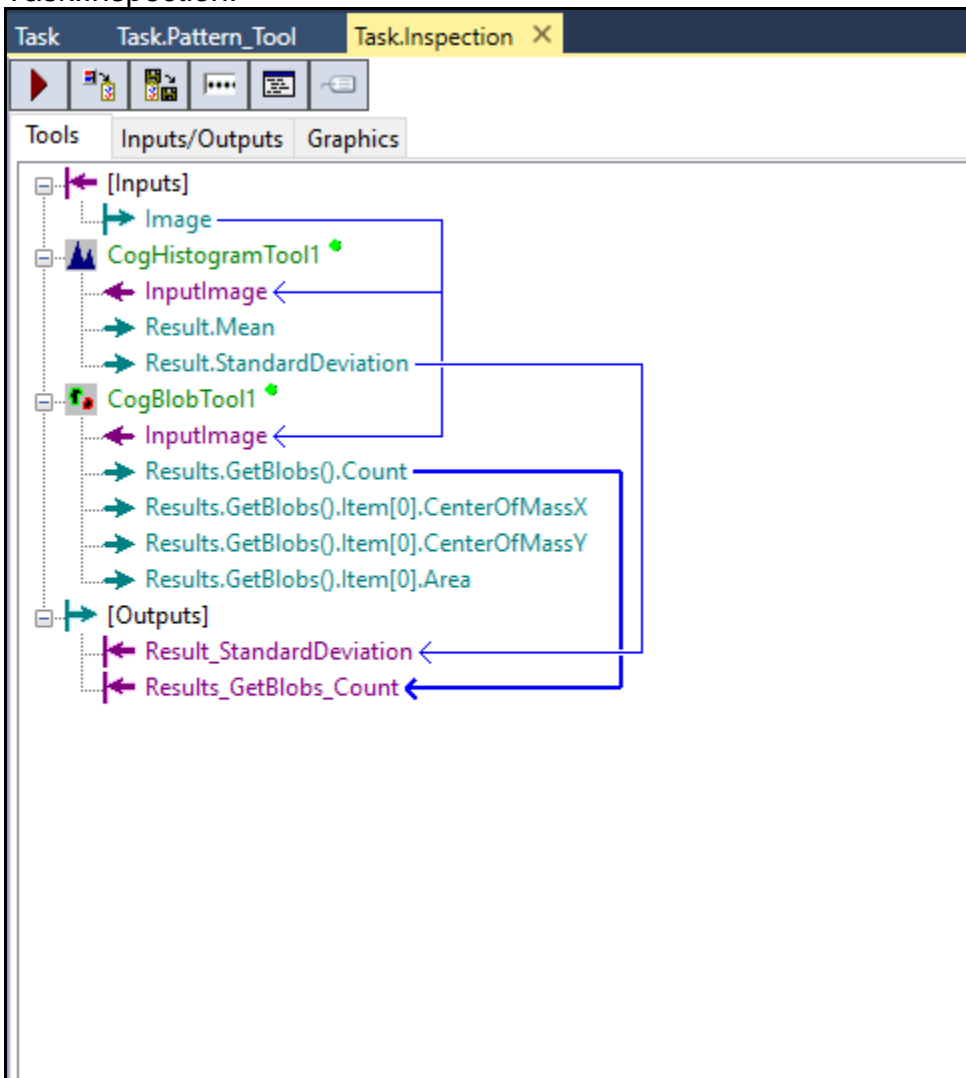 Task.Inspection.
Task Task.Pattern_Tool Task.Inspection
Tools Inputs/Outputs Graphics
[Inputs]
Image
CogHistogramTool1
InputImage
Result.Mean
Result.StandardDeviation
CogBlobTool1
InputImage
Results.GetBlobs().Count
Results.GetBlobs().Item[0].CenterOfMassX
Results.GetBlobs().Item[0].CenterOfMassY
Results.GetBlobs().Item[0].Area
[Outputs]
Result_StandardDeviation
Results_GetBlobs_Count